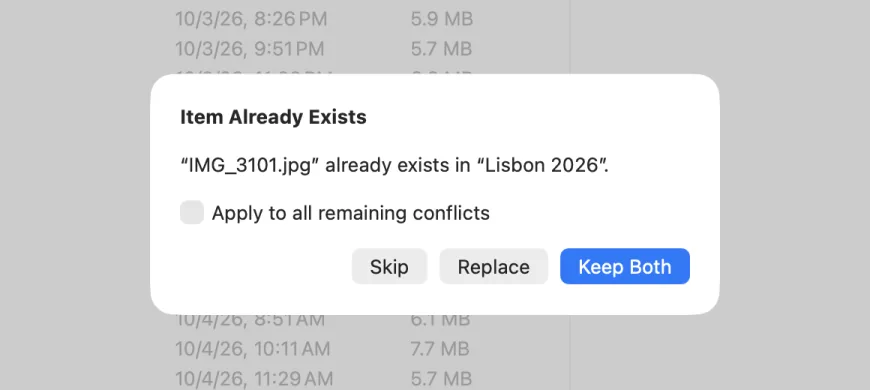 10/3/26, 8:26 PM 5.9 MB
10/3/26, 9:51 PM 5.7 MB
Item Already Exists
“IMG_3101.jpg” already exists in “Lisbon 2026”.
Apply to all remaining conflicts
Skip Replace Keep Both
10/4/26, 8:51 AM 6.1 MB
10/4/26, 10:11 AM 7.7 MB
10/4/26, 11:29 AM 5.7 MB